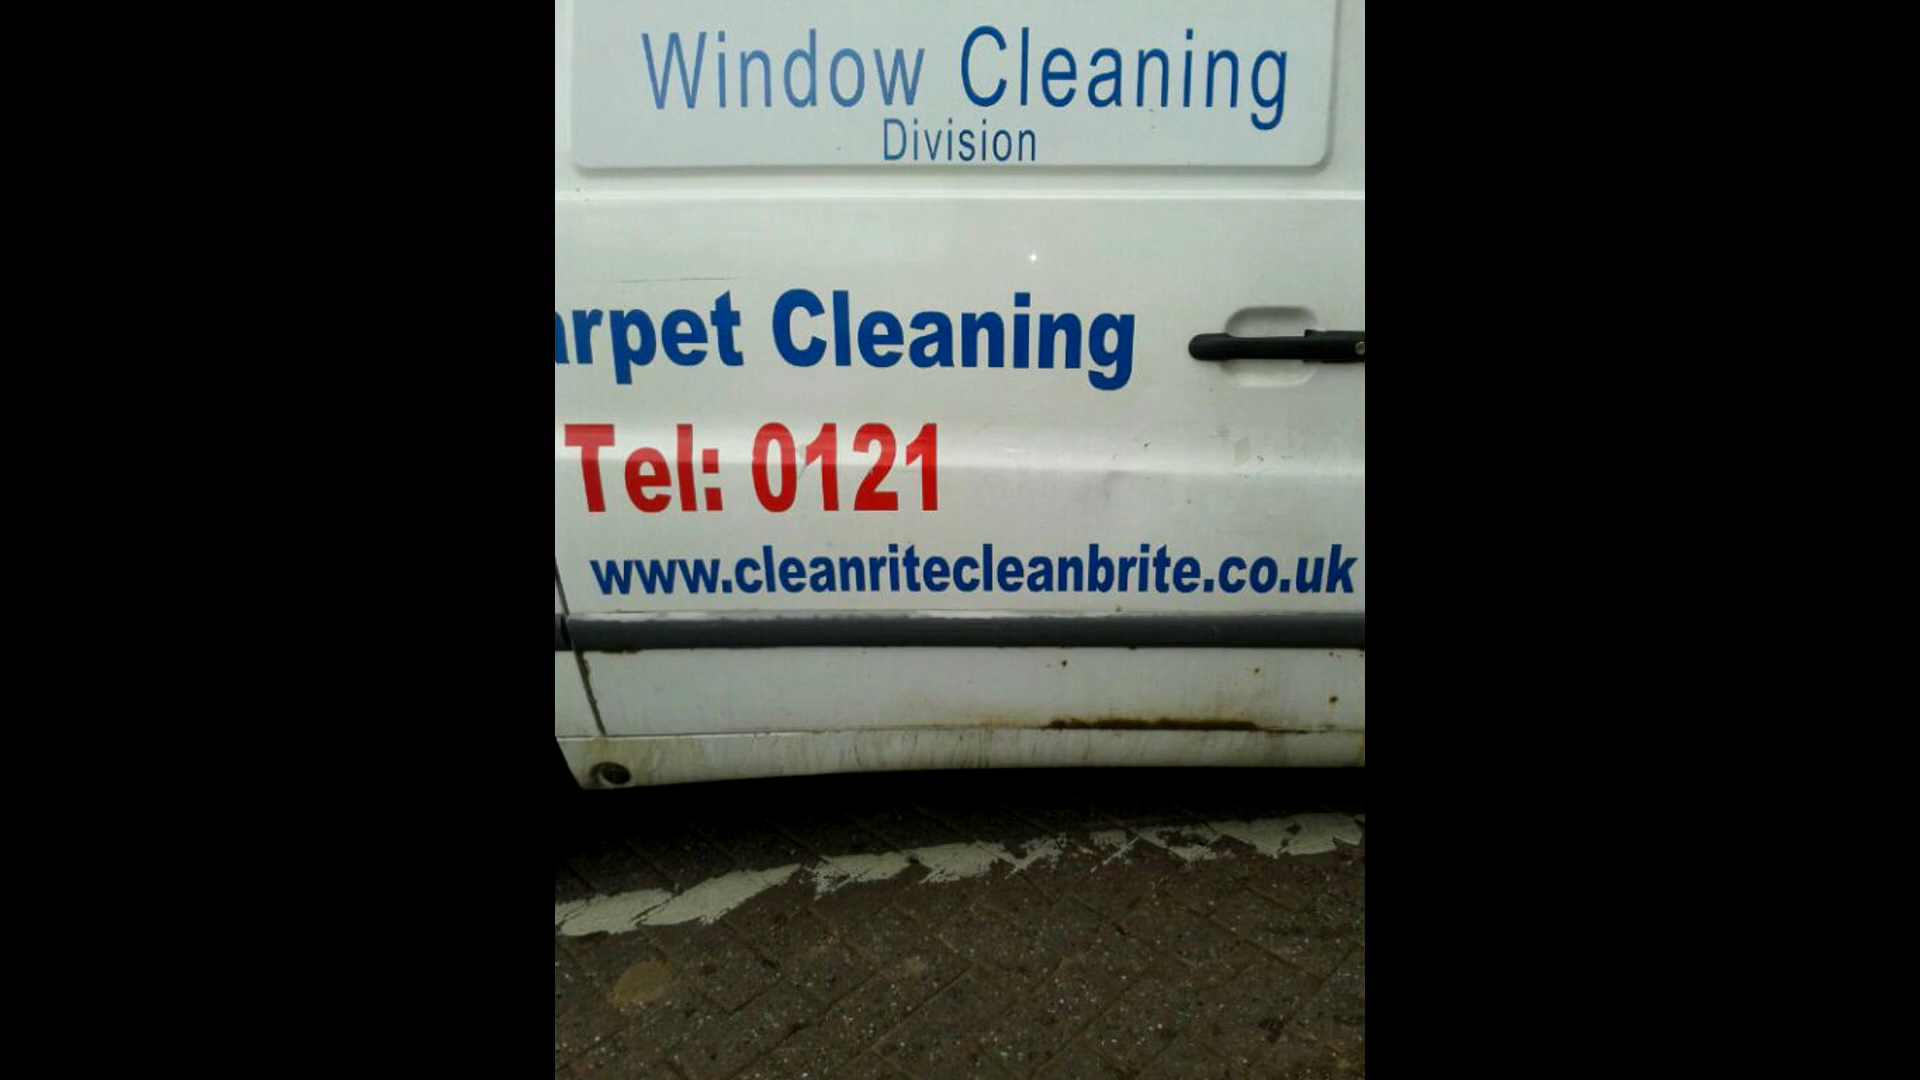 Window Cleaning
Division
arpet Cleaning
Tel: 0121
www.cleanritecleanbrite.co.uk